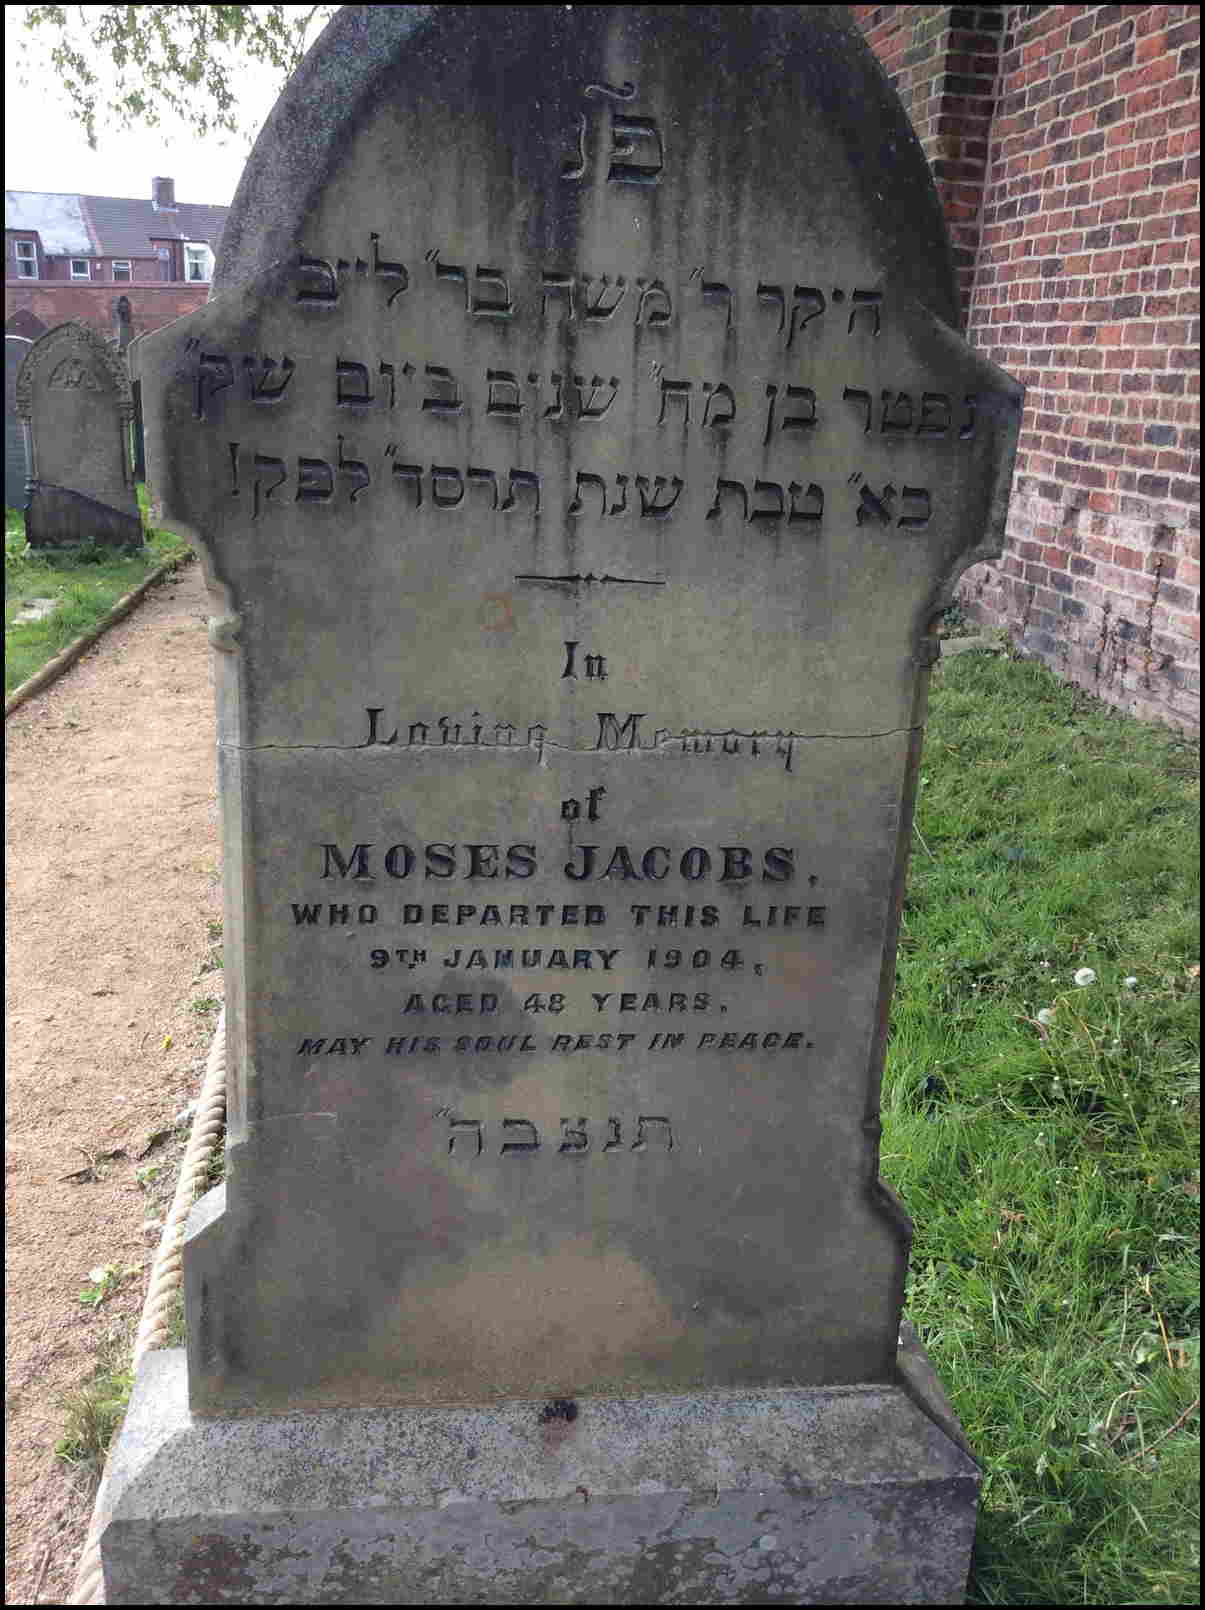 פ~נ
היקר ר" משה בר" לייב
נפטר בן מח" שנים ביום שק"
כא" טבת שנת תרסד" לפק!
In
Loving Memory
of
MOSES JACOBS,
WHO DEPARTED THIS LIFE
9TH JANUARY 1904,
AGED 48 YEARS.
MAY HIS SOUL REST IN PEACE.
תנצבה"